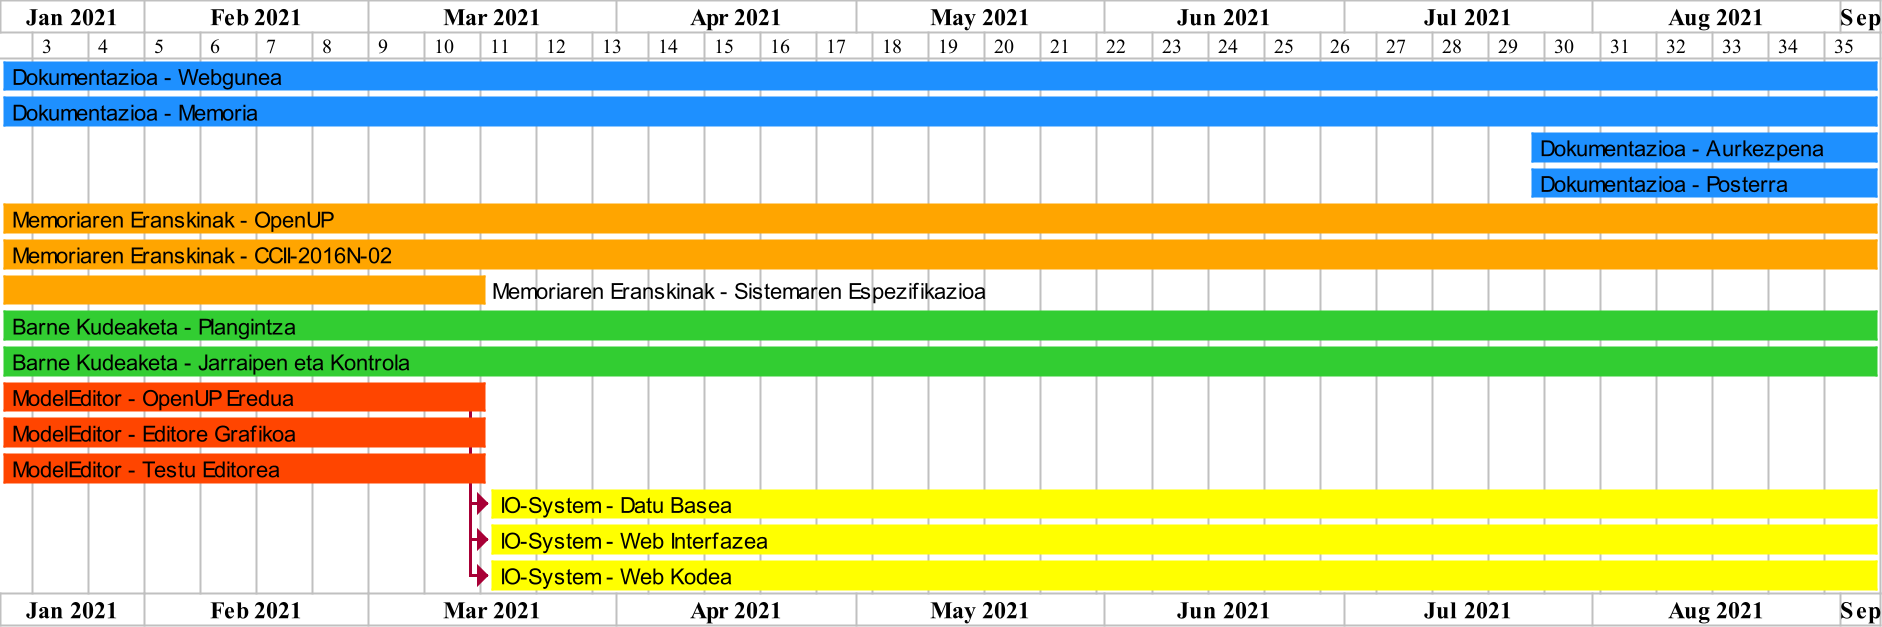 Jan 2021 Feb 2021 Mar 2021 Apr 2021 May 2021 Jun 2021 Jul 2021 Aug 2021 Sep
3 4 5 6 7 8 9 10 11 12 13 14 15 16 17 18 19 20 21 22 23 24 25 26 27 28 29 30 31 32 33 34 35
Dokumentazioa - Webgunea
Dokumentazioa - Memoria
Dokumentazioa - Aurkezpena
Dokumentazioa - Posterra
Memoriaren Eranskinak - OpenUP
Memoriaren Eranskinak - CCII-2016N-02
Memoriaren Eranskinak - Sistemaren Espezifikazioa
Barne Kudeaketa - Plangintza
Barne Kudeaketa - Jarraipen eta Kontrola
ModelEditor - OpenUP Eredua
ModelEditor - Editore Grafikoa
ModelEditor - Testu Editorea
IO-System - Datu Basea
IO-System - Web Interfazea
IO-System - Web Kodea
Jan 2021 Feb 2021 Mar 2021 Apr 2021 May 2021 Jun 2021 Jul 2021 Aug 2021 Sep